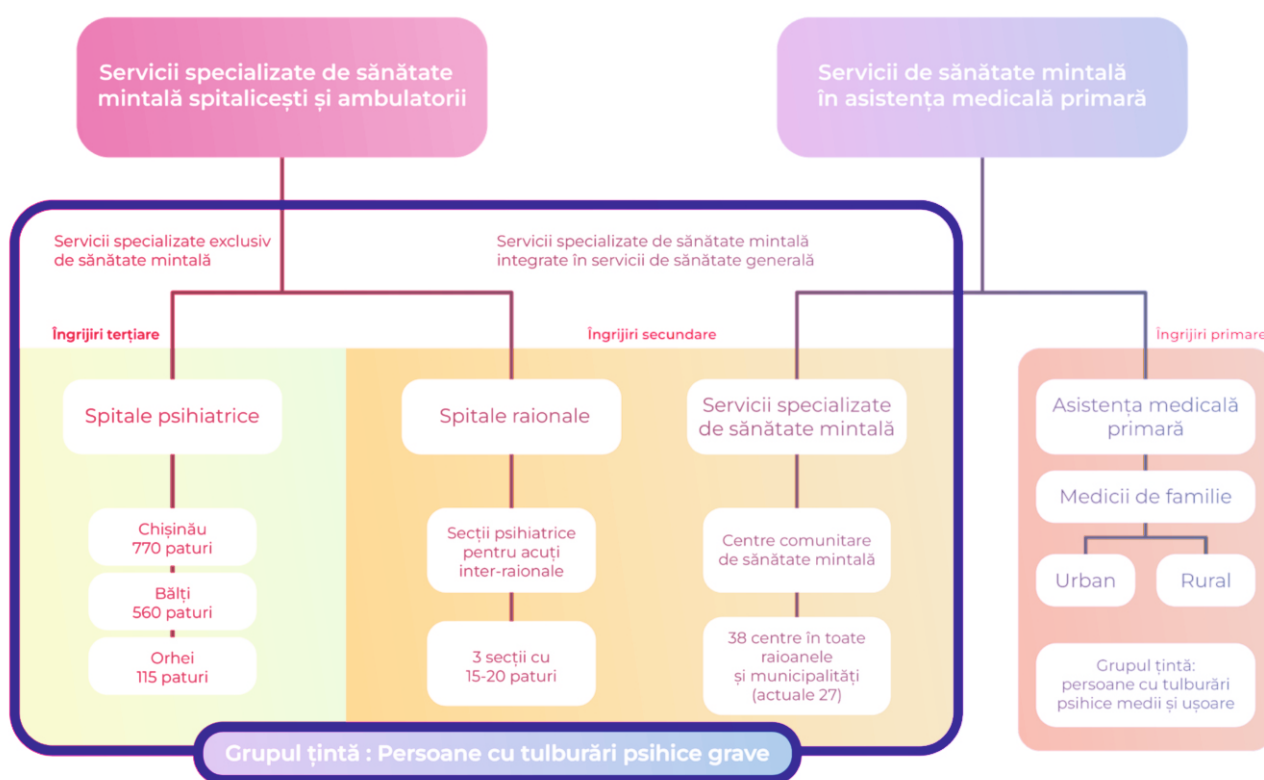 Servicii specializate de sănătate
mintală spitalicești și ambulatorii
Servicii de sănătate mintală
în asistența medicală primară
Servicii specializate exclusiv
de sănătate mintală
Servicii specializate de sănătate mintală
integrate în servicii de sănătate generală
Îngrijiri terțiare
Îngrijiri secundare
Îngrijiri primare
Spitale psihiatrice
Spitale raionale
Servicii specializate
de sănătate mintală
Asistența medicală
primară
Chișinău
770 paturi
Bălți
560 paturi
Orhei
115 paturi
Secții psihiatrice
pentru acuți
inter-raionale
3 secții cu
15-20 paturi
Centre comunitare
de sănătate mintală
38 centre în toate
raioanele
și municipalități
(actuale 27)
Medicii de familie
Urban
Rural
Grupul țintă:
persoane cu tulburări
psihice medii și ușoare
Grupul țintă : Persoane cu tulburări psihice grave